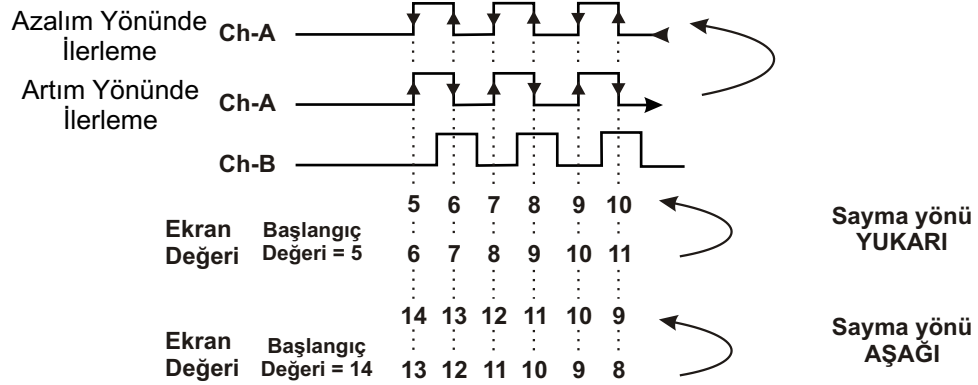 Azalım Yönünde
İlerleme
Ch-A
Artım Yönünde
İlerleme
Ch-A
Ch-B
5 6 7 8 9 10
Ekran
Değeri
Başlangıç
Değeri = 5
6 7 8 9 10 11
Sayma yönü
YUKARI
14 13 12 11 10 9
Ekran
Değeri
Başlangıç
Değeri = 14
13 12 11 10 9 8
Sayma yönü
AŞAĞI